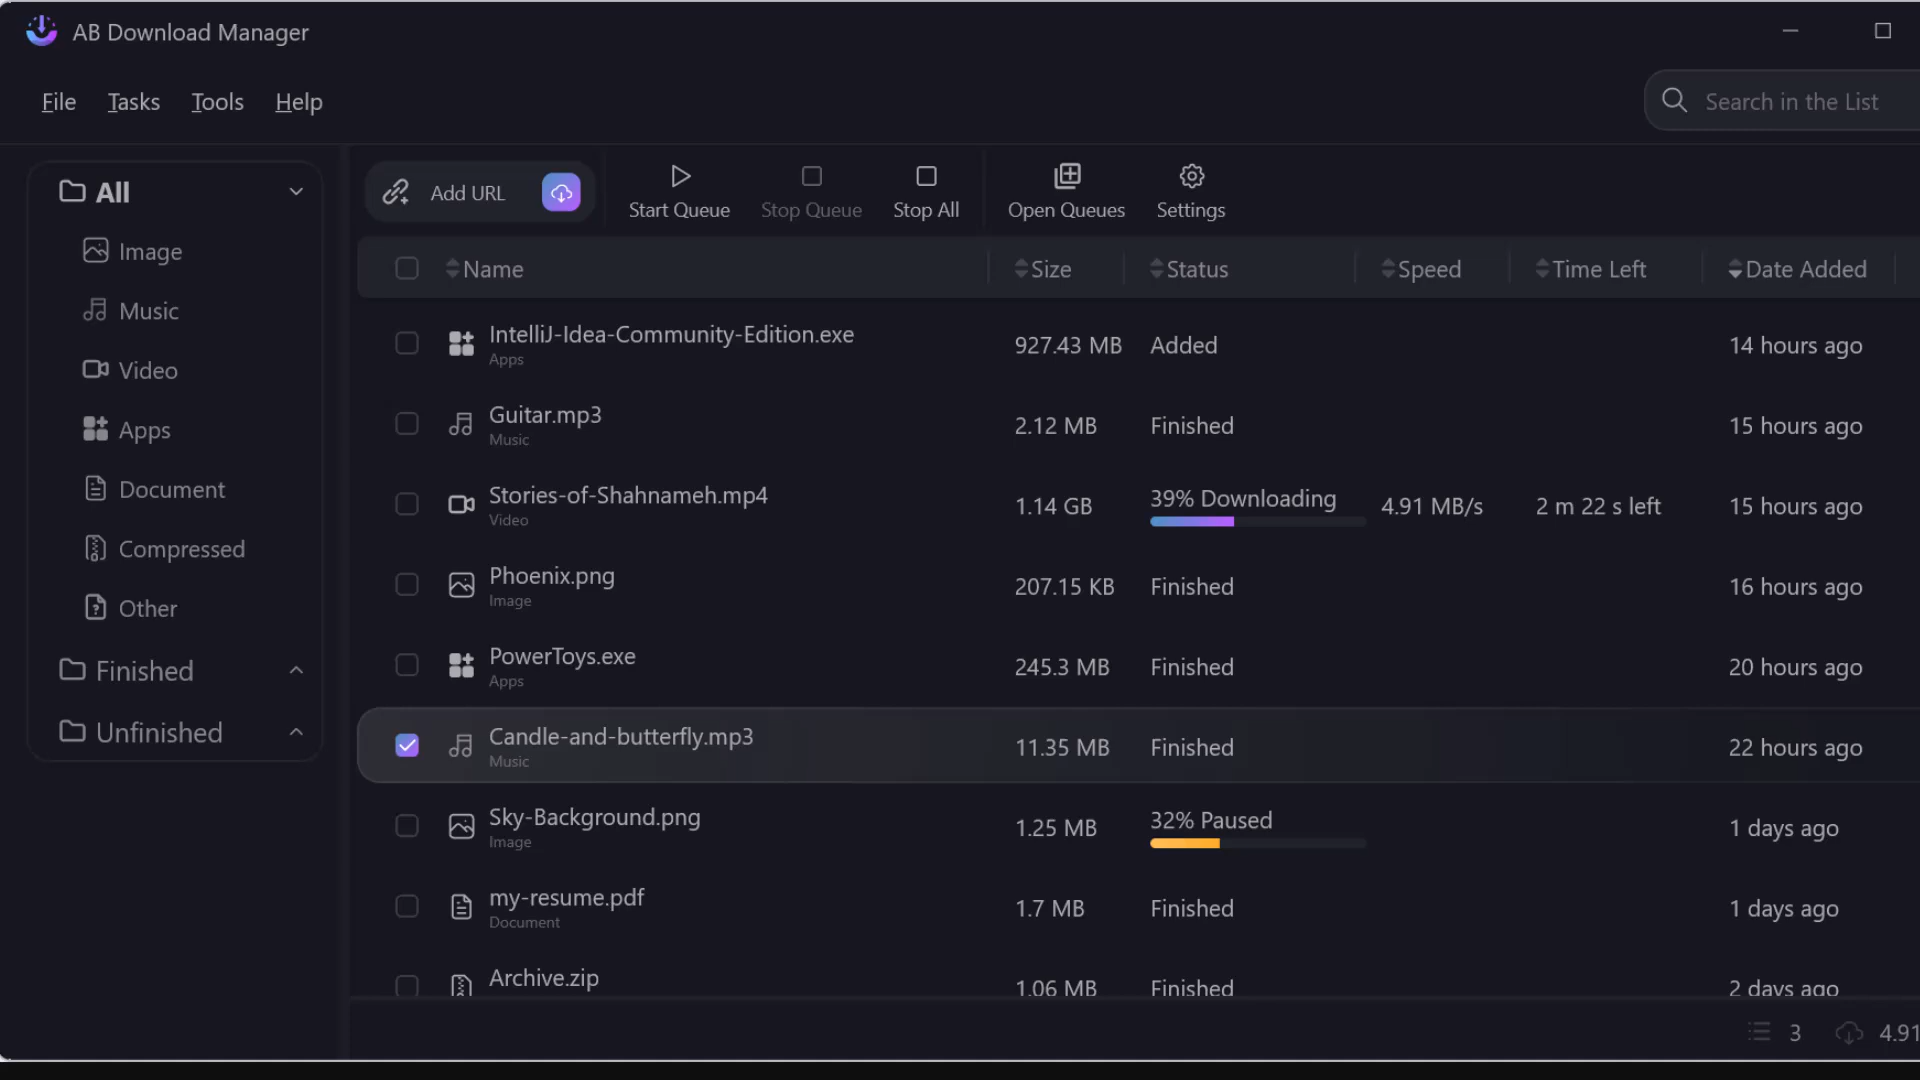 AB Download Manager
File Tasks Tools Help
Search in the List
All
Image
Music
Video
Apps
Document
Compressed
Other
Finished
Unfinished
Add URL
Start Queue
Stop Queue
Stop All
Open Queues
Settings
Name Size Status Speed Time Left Date Added
IntelliJ-Idea-Community-Edition.exe
Apps
927.43 MB Added 14 hours ago
Guitar.mp3
Music
2.12 MB Finished 15 hours ago
Stories-of-Shahnameh.mp4
Video
1.14 GB 39% Downloading 4.91 MB/s 2 m 22 s left 15 hours ago
Phoenix.png
Image
207.15 KB Finished 16 hours ago
PowerToys.exe
Apps
245.3 MB Finished 20 hours ago
Candle-and-butterfly.mp3
Music
11.35 MB Finished 22 hours ago
Sky-Background.png
Image
1.25 MB 32% Paused 1 days ago
my-resume.pdf
Document
1.7 MB Finished 1 days ago
Archive.zip
1.06 MB Finished 2 days ago
3 4.91